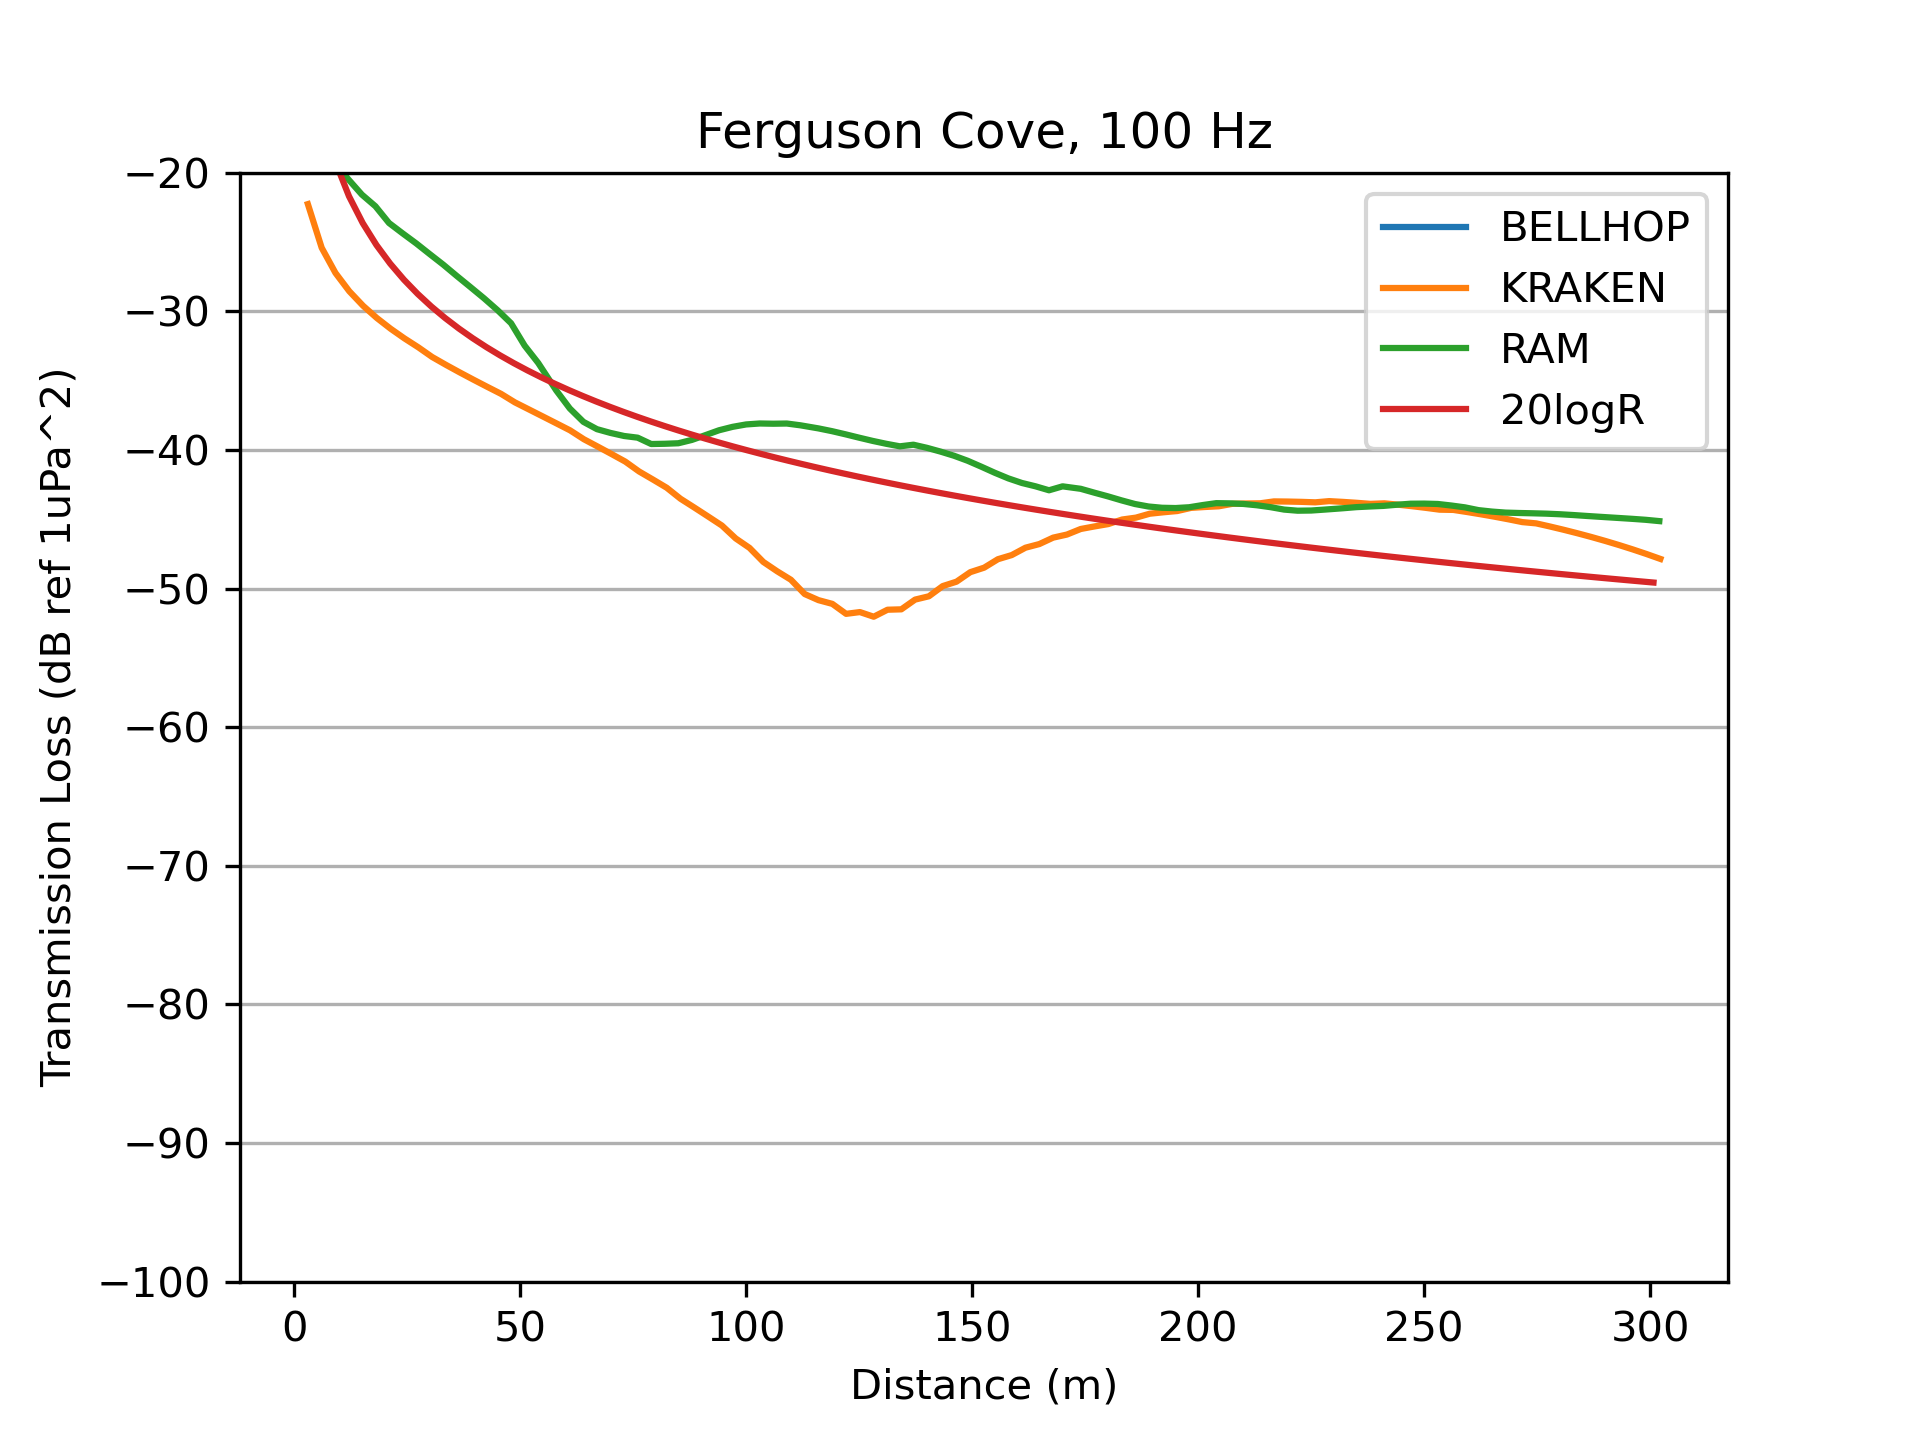 Ferguson Cove, 100 Hz
−20
−30
−40
−50
−60
−70
−80
−90
−100
Transmission Loss (dB ref 1uPa^2)
BELLHOP
KRAKEN
RAM
20logR
0 50 100 150 200 250 300
Distance (m)